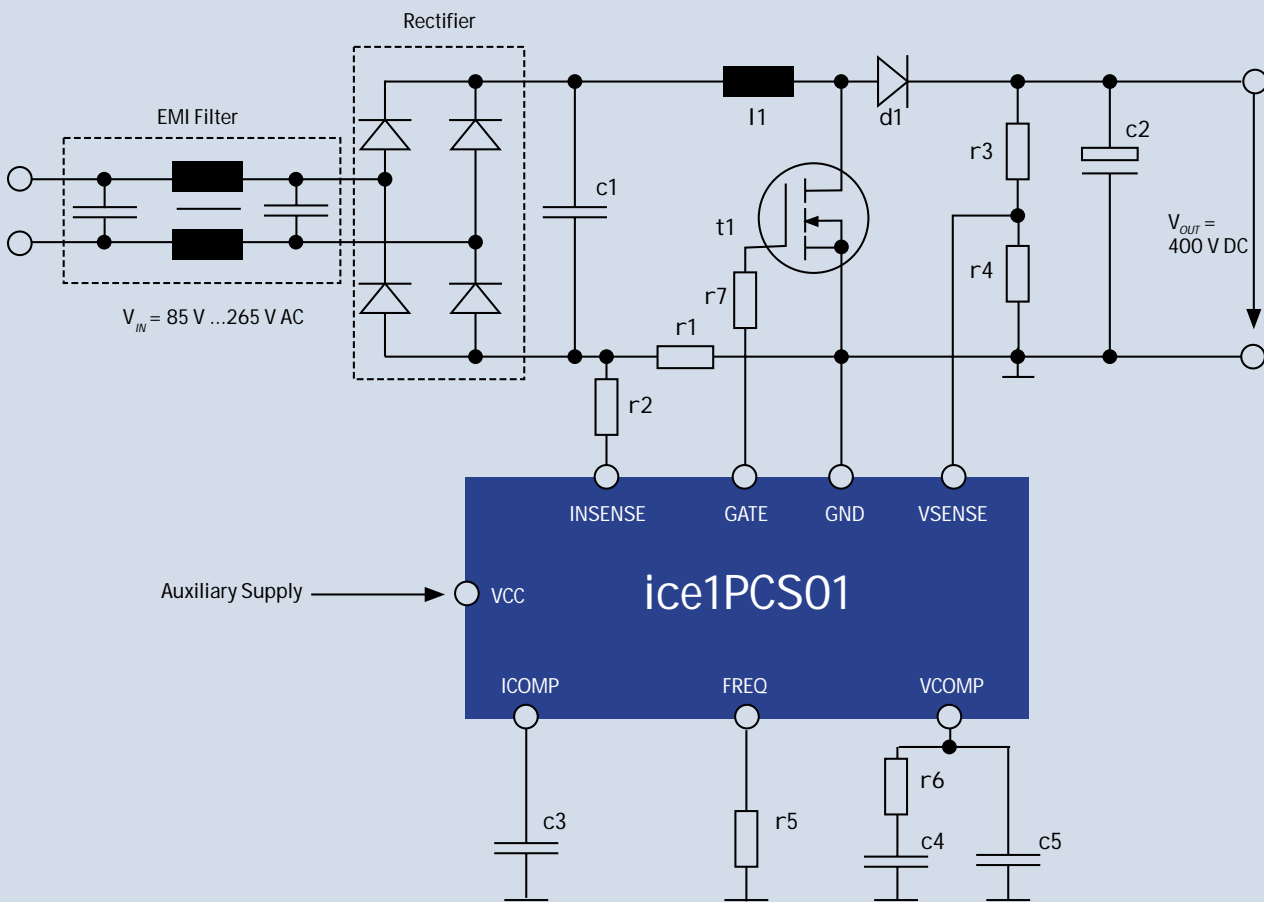 Rectifier
EMI Filter
l1
d1
c2
r3
c1
t1
V_OUT =
400 V DC
r4
r7
V_IN = 85 V ...265 V AC
r1
r2
INSENSE
GATE
GND
VSENSE
Auxiliary Supply
VCC
ice1PCS01
ICOMP
FREQ
VCOMP
r6
c3
r5
c4
c5